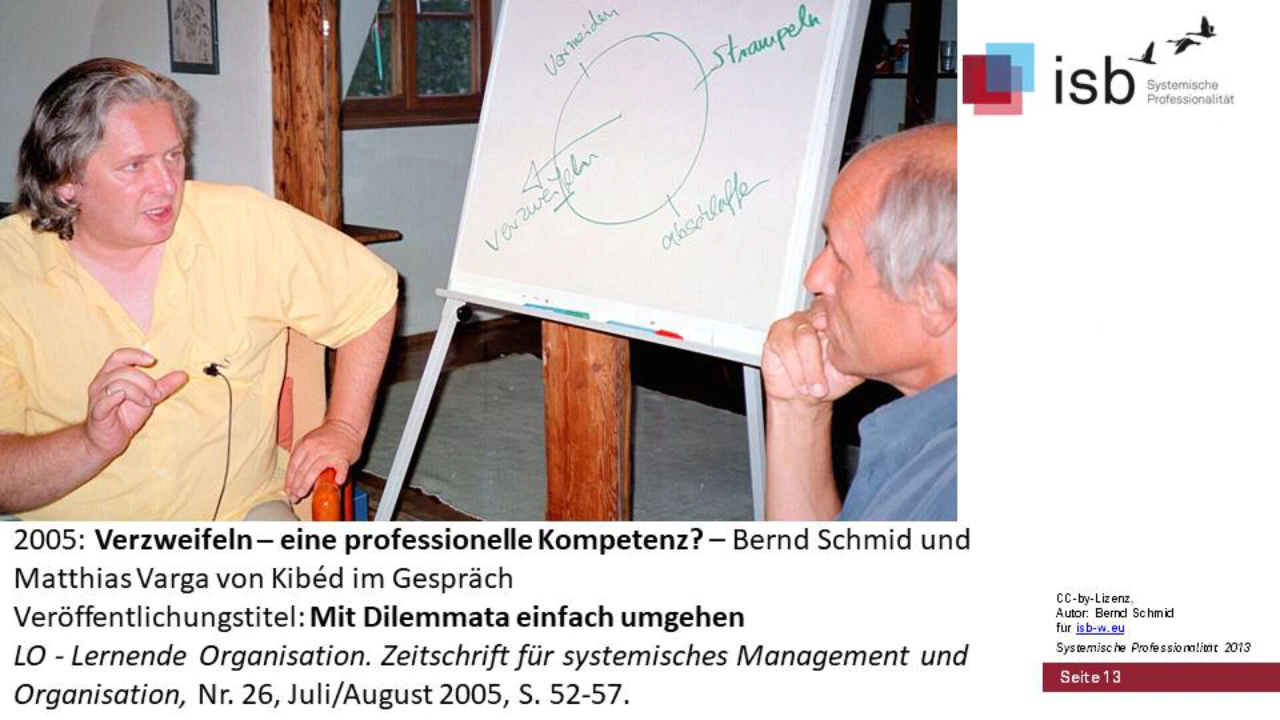 Vermeiden
Strampeln
verzweifeln
abschlaffe
isb
Systemische
Professionalität
2005: Verzweifeln – eine professionelle Kompetenz? – Bernd Schmid und
Matthias Varga von Kibéd im Gespräch
Veröffentlichungstitel: Mit Dilemmata einfach umgehen
LO - Lernende Organisation. Zeitschrift für systemisches Management und
Organisation, Nr. 26, Juli/August 2005, S. 52-57.
CC-by-Lizenz,
Autor: Bernd Schmid
für isb-w.eu
Systemische Professionalität 2013
Seite 13